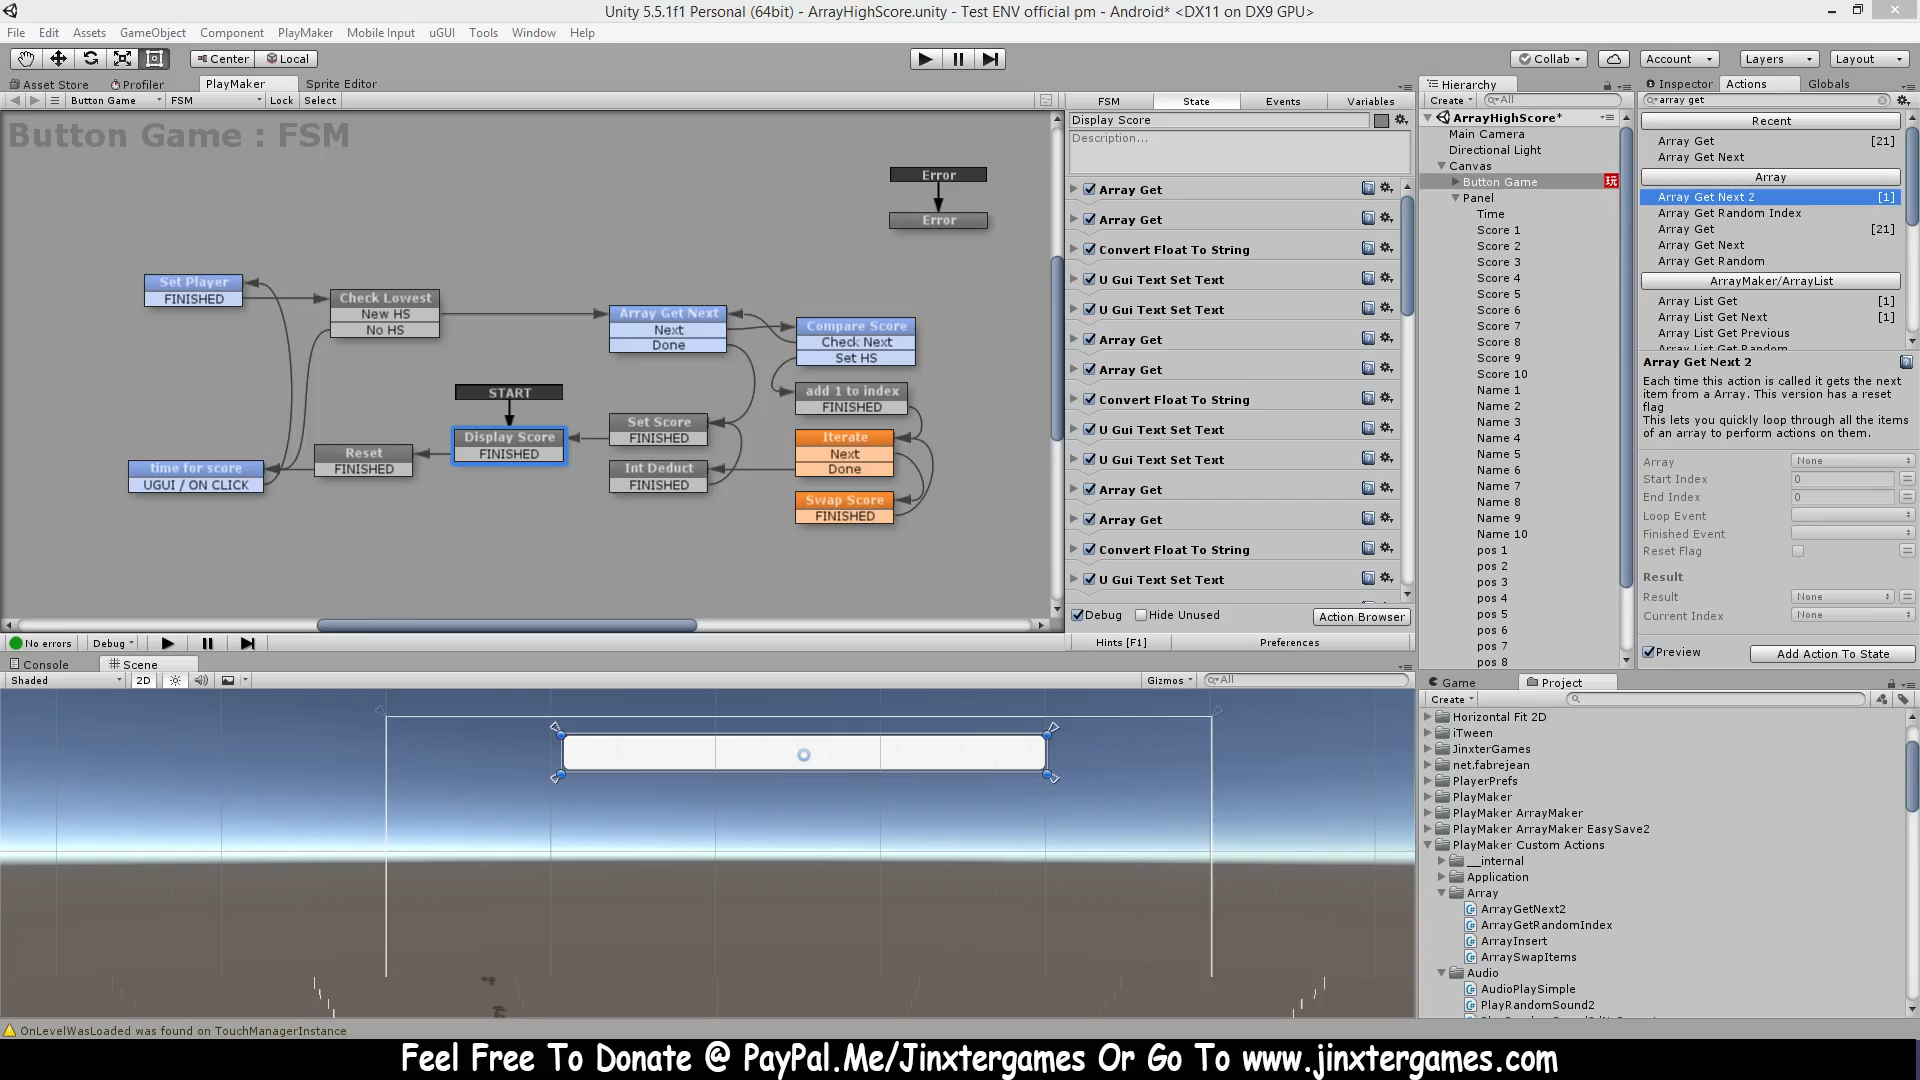 Unity 5.5.1f1 Personal (64bit) - ArrayHighScore.unity - Test ENV official pm - Android* <DX11 on DX9 GPU>
File Edit Assets GameObject Component PlayMaker Mobile Input uGUI Tools Window Help
Center Local Collab Account Layers Layout
Asset Store Profiler PlayMaker Sprite Editor
Button Game FSM Lock Select
Button Game : FSM
Error
Error
Set Player
FINISHED
Check Lowest
New HS
No HS
Array Get Next
Next
Done
Compare Score
Check Next
Set HS
START
add 1 to index
FINISHED
Display Score
FINISHED
Set Score
FINISHED
Iterate
Next
Done
Reset
FINISHED
time for score
UGUI / ON CLICK
Int Deduct
FINISHED
Swap Score
FINISHED
No errors Debug
FSM State Events Variables
Display Score
Description...
Array Get
Array Get
Convert Float To String
U Gui Text Set Text
U Gui Text Set Text
Array Get
Array Get
Convert Float To String
U Gui Text Set Text
U Gui Text Set Text
Array Get
Array Get
Convert Float To String
U Gui Text Set Text
Debug Hide Unused Action Browser
Hints [F1] Preferences
Hierarchy
Create All
ArrayHighScore*
Main Camera
Directional Light
Canvas
Button Game 玩
Panel
Time
Score 1
Score 2
Score 3
Score 4
Score 5
Score 6
Score 7
Score 8
Score 9
Score 10
Name 1
Name 2
Name 3
Name 4
Name 5
Name 6
Name 7
Name 8
Name 9
Name 10
pos 1
pos 2
pos 3
pos 4
pos 5
pos 6
pos 7
pos 8
Inspector Actions Globals
array get
Recent
Array Get [21]
Array Get Next
Array
Array Get Next 2 [1]
Array Get Random Index
Array Get [21]
Array Get Next
Array Get Random
ArrayMaker/ArrayList
Array List Get [1]
Array List Get Next [1]
Array List Get Previous
Array List Get Random
Array Get Next 2
Each time this action is called it gets the next
item from a Array. This version has a reset
flag
This lets you quickly loop through all the items
of an array to perform actions on them.
Array None
Start Index 0
End Index 0
Loop Event
Finished Event
Reset Flag
Result
Result None
Current Index None
Preview Add Action To State
Console Scene
Shaded 2D Gizmos All
Game Project
Create
Horizontal Fit 2D
iTween
JinxterGames
net.fabrejean
PlayerPrefs
PlayMaker
PlayMaker ArrayMaker
PlayMaker ArrayMaker EasySave2
PlayMaker Custom Actions
__internal
Application
Array
ArrayGetNext2
ArrayGetRandomIndex
ArrayInsert
ArraySwapItems
Audio
AudioPlaySimple
PlayRandomSound2
OnLevelWasLoaded was found on TouchManagerInstance
Feel Free To Donate @ PayPal.Me/Jinxtergames Or Go To www.jinxtergames.com